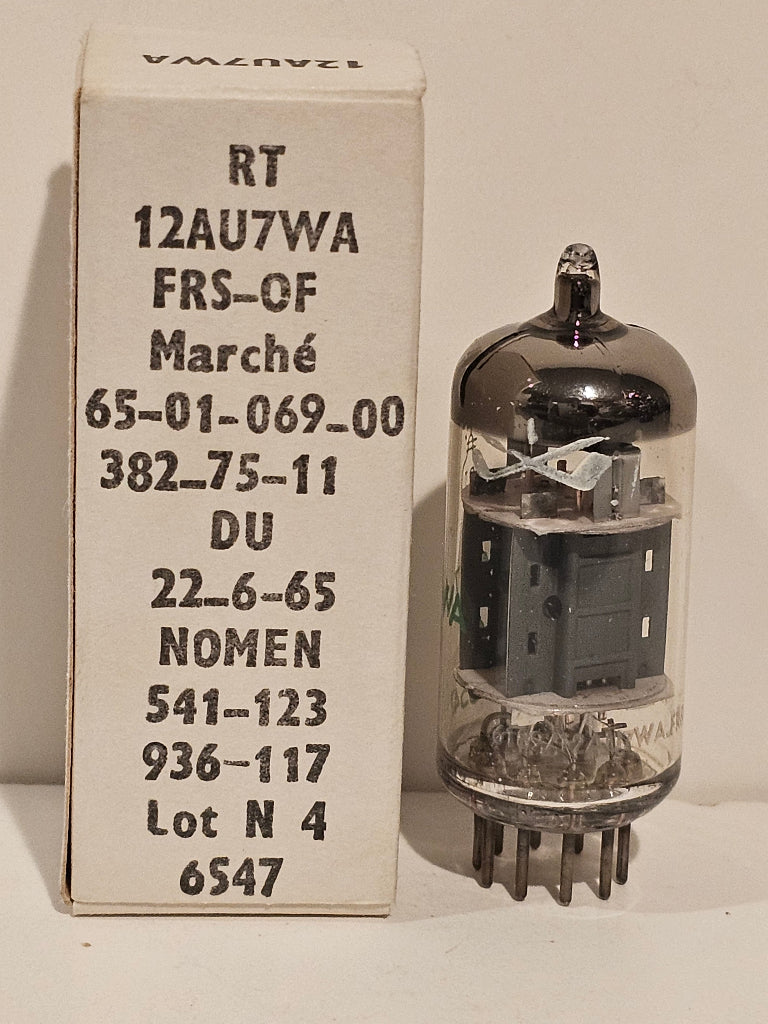 12AU7WA
RT
12AU7WA
FRS-OF
Marché
65-01-069-00
382-75-11
DU
22-6-65
NOMEN
541-123
936-117
Lot N 4
6547